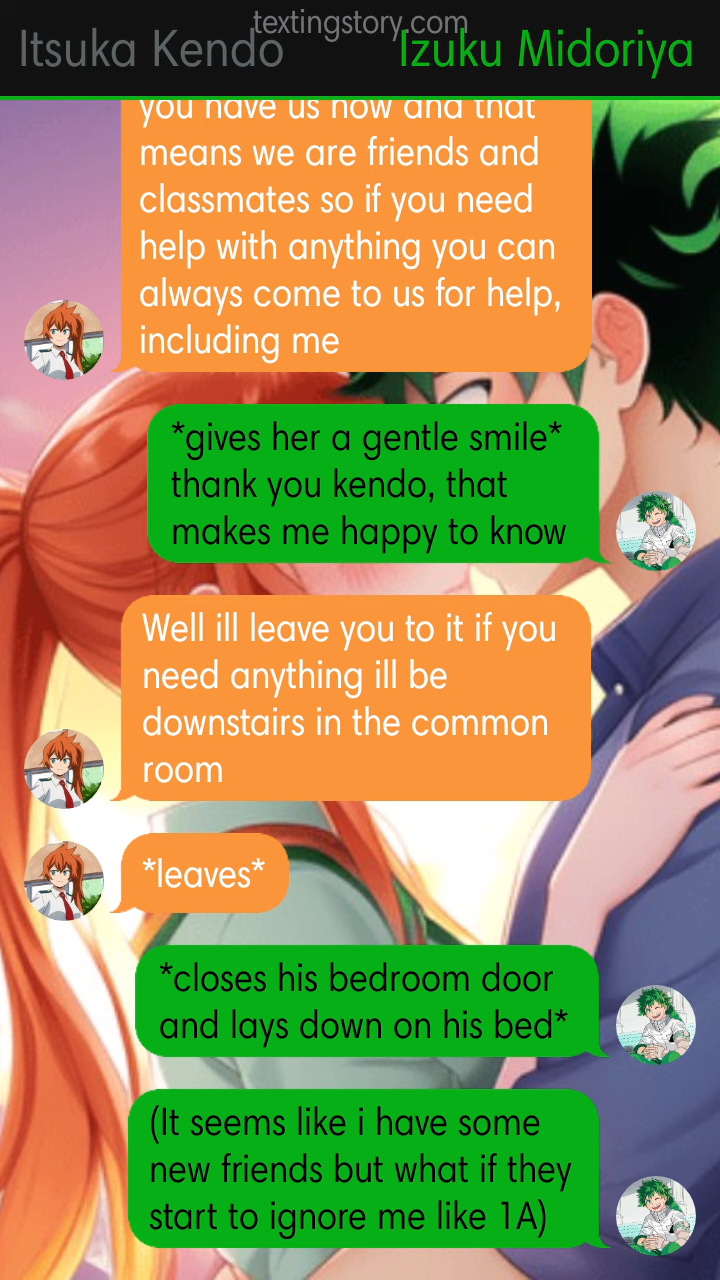 textingstory.com
Itsuka Kendo
Izuku Midoriya
you have us now and that
means we are friends and
classmates so if you need
help with anything you can
always come to us for help,
including me
*gives her a gentle smile*
thank you kendo, that
makes me happy to know
Well ill leave you to it if you
need anything ill be
downstairs in the common
room
*leaves*
*closes his bedroom door
and lays down on his bed*
(It seems like i have some
new friends but what if they
start to ignore me like 1A)